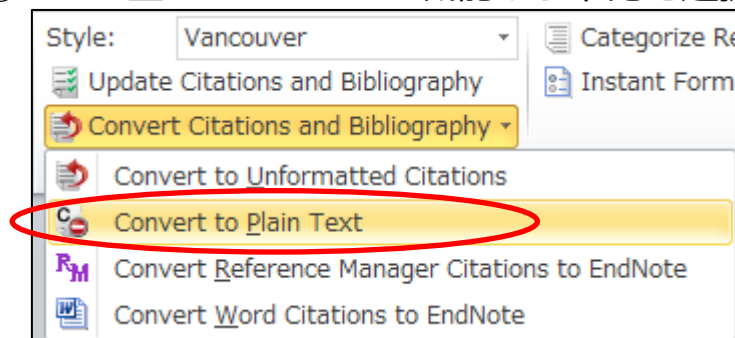 Style: Vancouver Categorize Re
Update Citations and Bibliography Instant Form
Convert Citations and Bibliography
Convert to Unformatted Citations
Convert to Plain Text
Convert Reference Manager Citations to EndNote
Convert Word Citations to EndNote